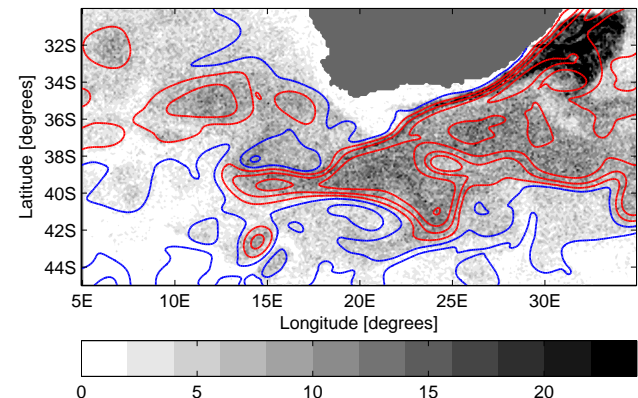 32S
34S
36S
38S
40S
42S
44S
Latitude [degrees]
5E 10E 15E 20E 25E 30E
Longitude [degrees]
0 5 10 15 20